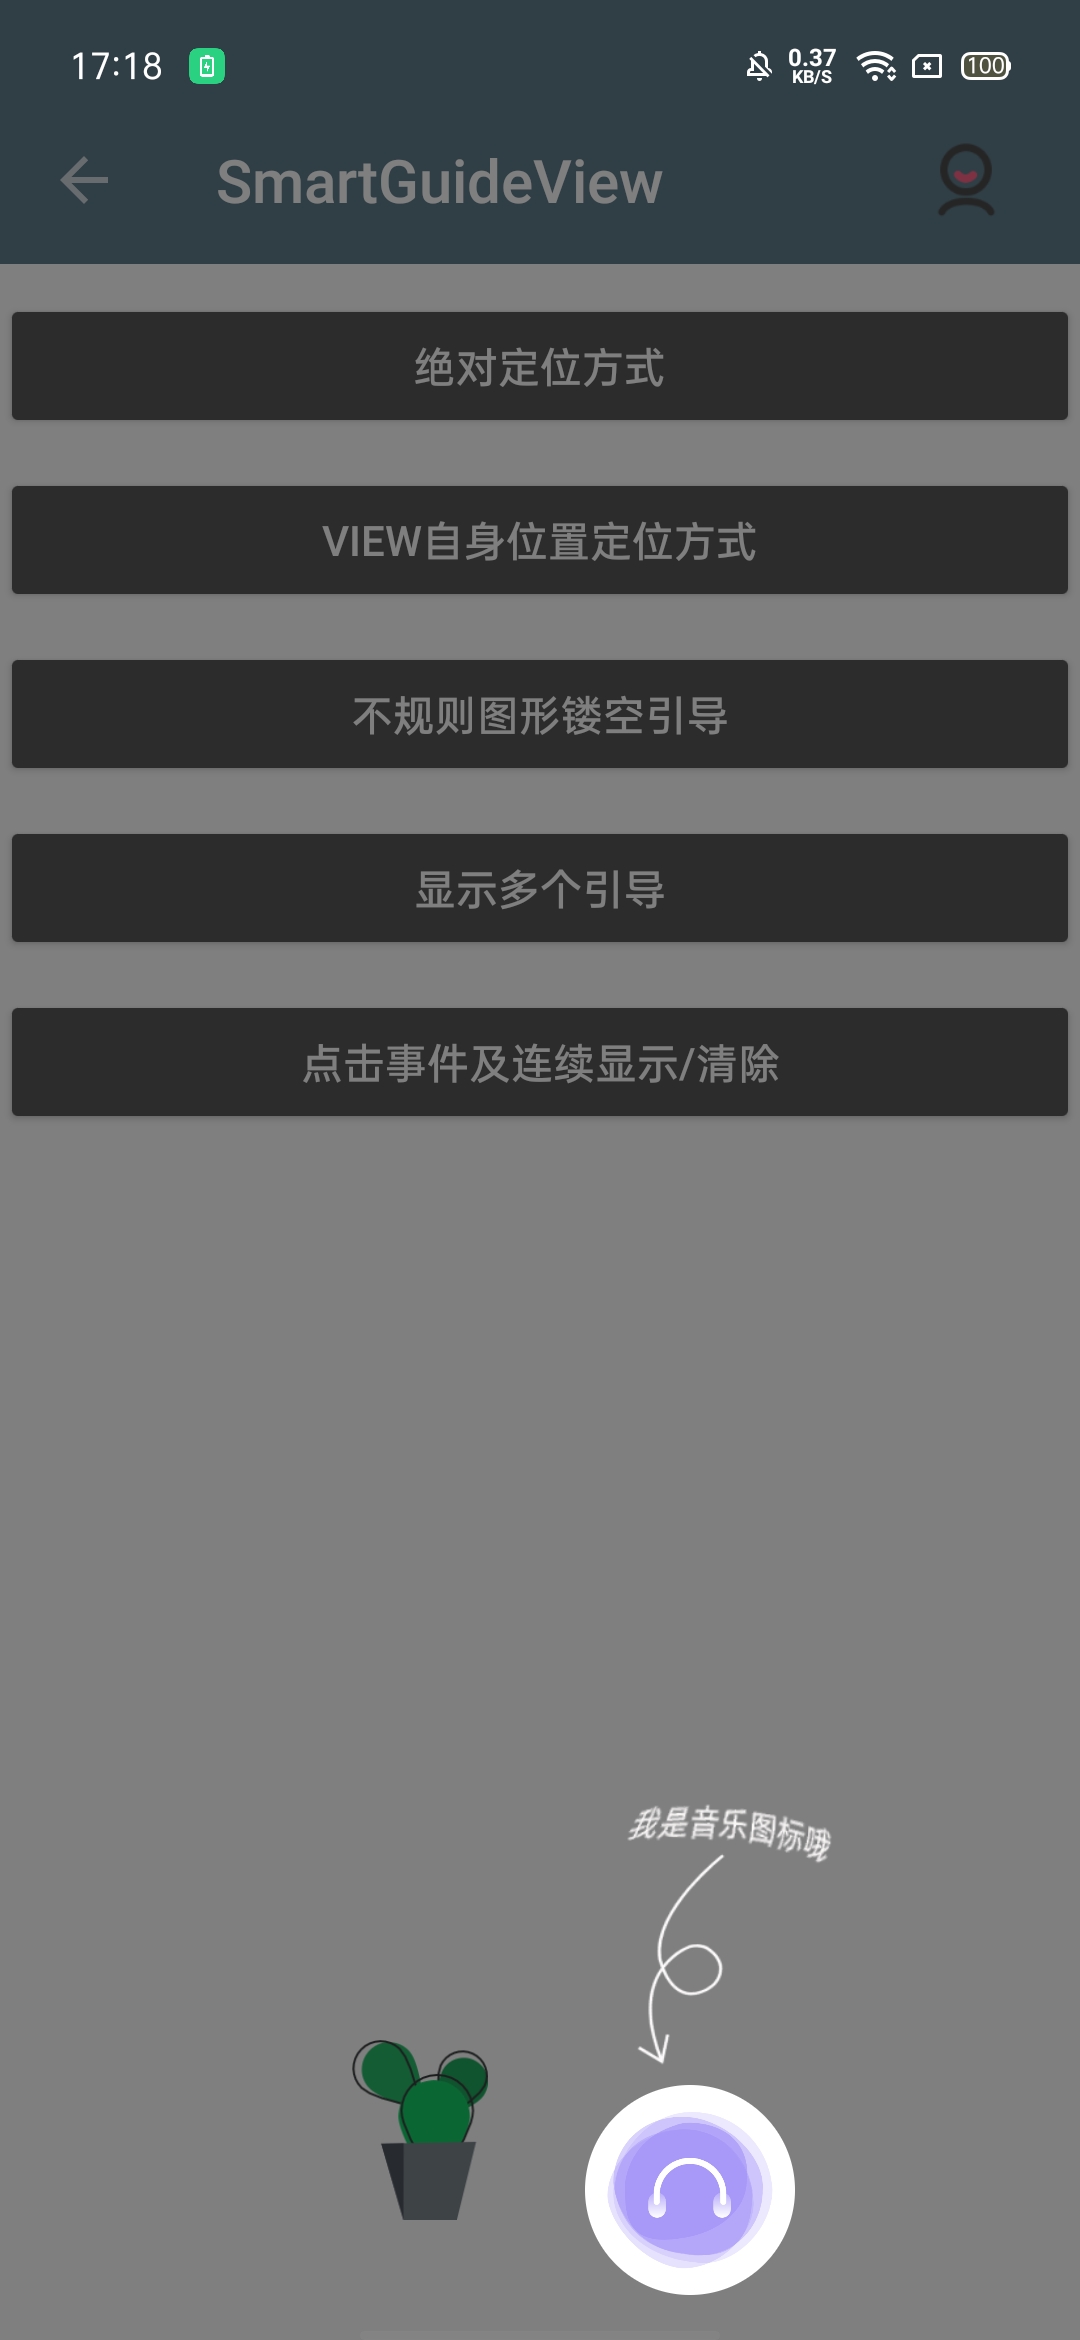 17:18
0.37
KB/S
100
SmartGuideView
绝对定位方式
VIEW自身位置定位方式
不规则图形镂空引导
显示多个引导
点击事件及连续显示/清除
我是音乐图标哦